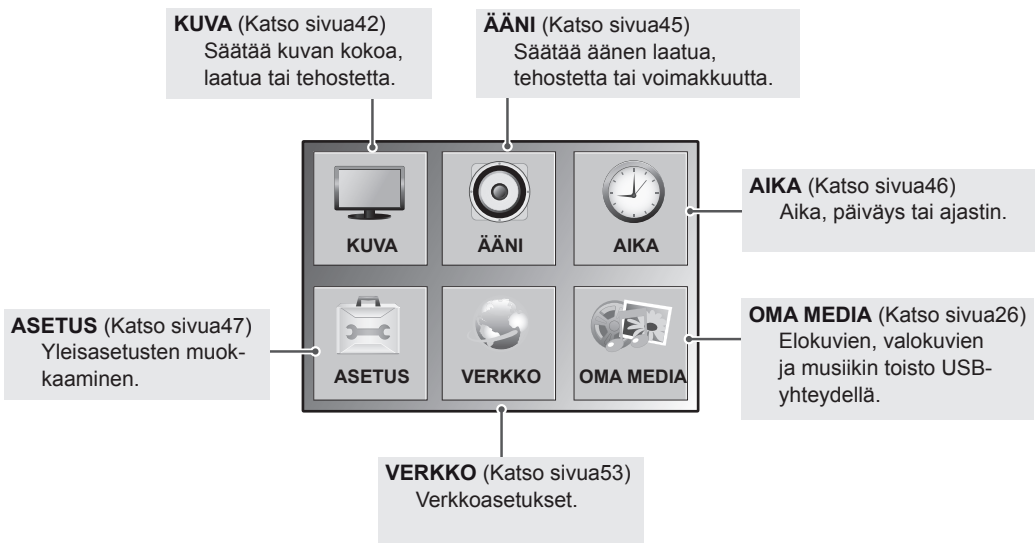 KUVA (Katso sivua42)
Säätää kuvan kokoa,
laatua tai tehostetta.
ÄÄNI (Katso sivua45)
Säätää äänen laatua,
tehostetta tai voimakkuutta.
KUVA
ÄÄNI
AIKA
AIKA (Katso sivua46)
Aika, päiväys tai ajastin.
ASETUS (Katso sivua47)
Yleisasetusten muok-
kaaminen.
ASETUS
VERKKO
OMA MEDIA
OMA MEDIA (Katso sivua26)
Elokuvien, valokuvien
ja musiikin toisto USB-
yhteydellä.
VERKKO (Katso sivua53)
Verkkoasetukset.